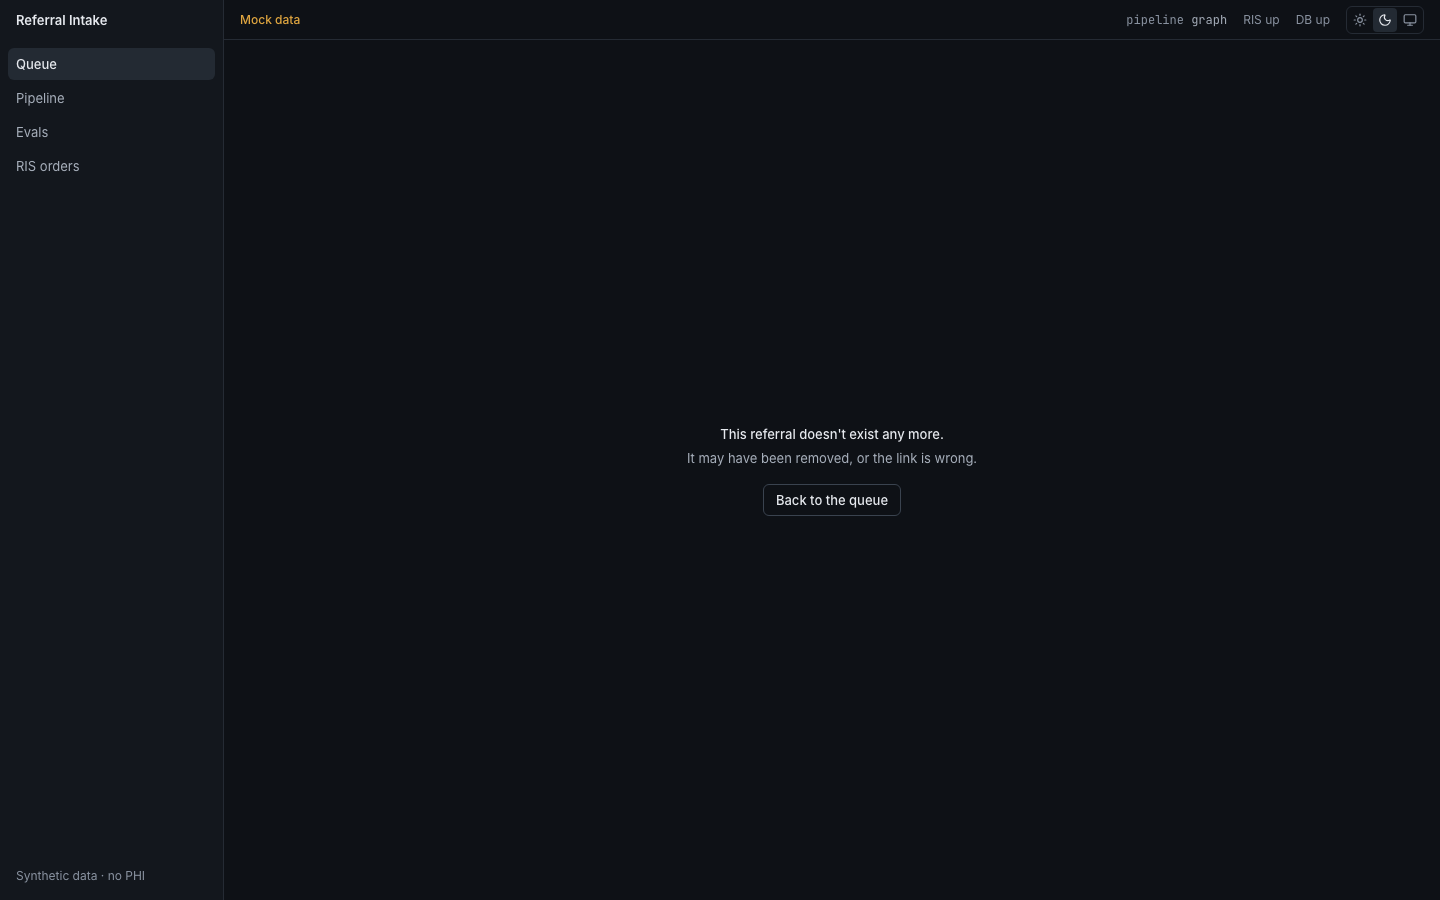 Referral Intake
Queue
Pipeline
Evals
RIS orders
Synthetic data · no PHI
Mock data
pipeline graph
RIS up
DB up
This referral doesn't exist any more.
It may have been removed, or the link is wrong.
Back to the queue